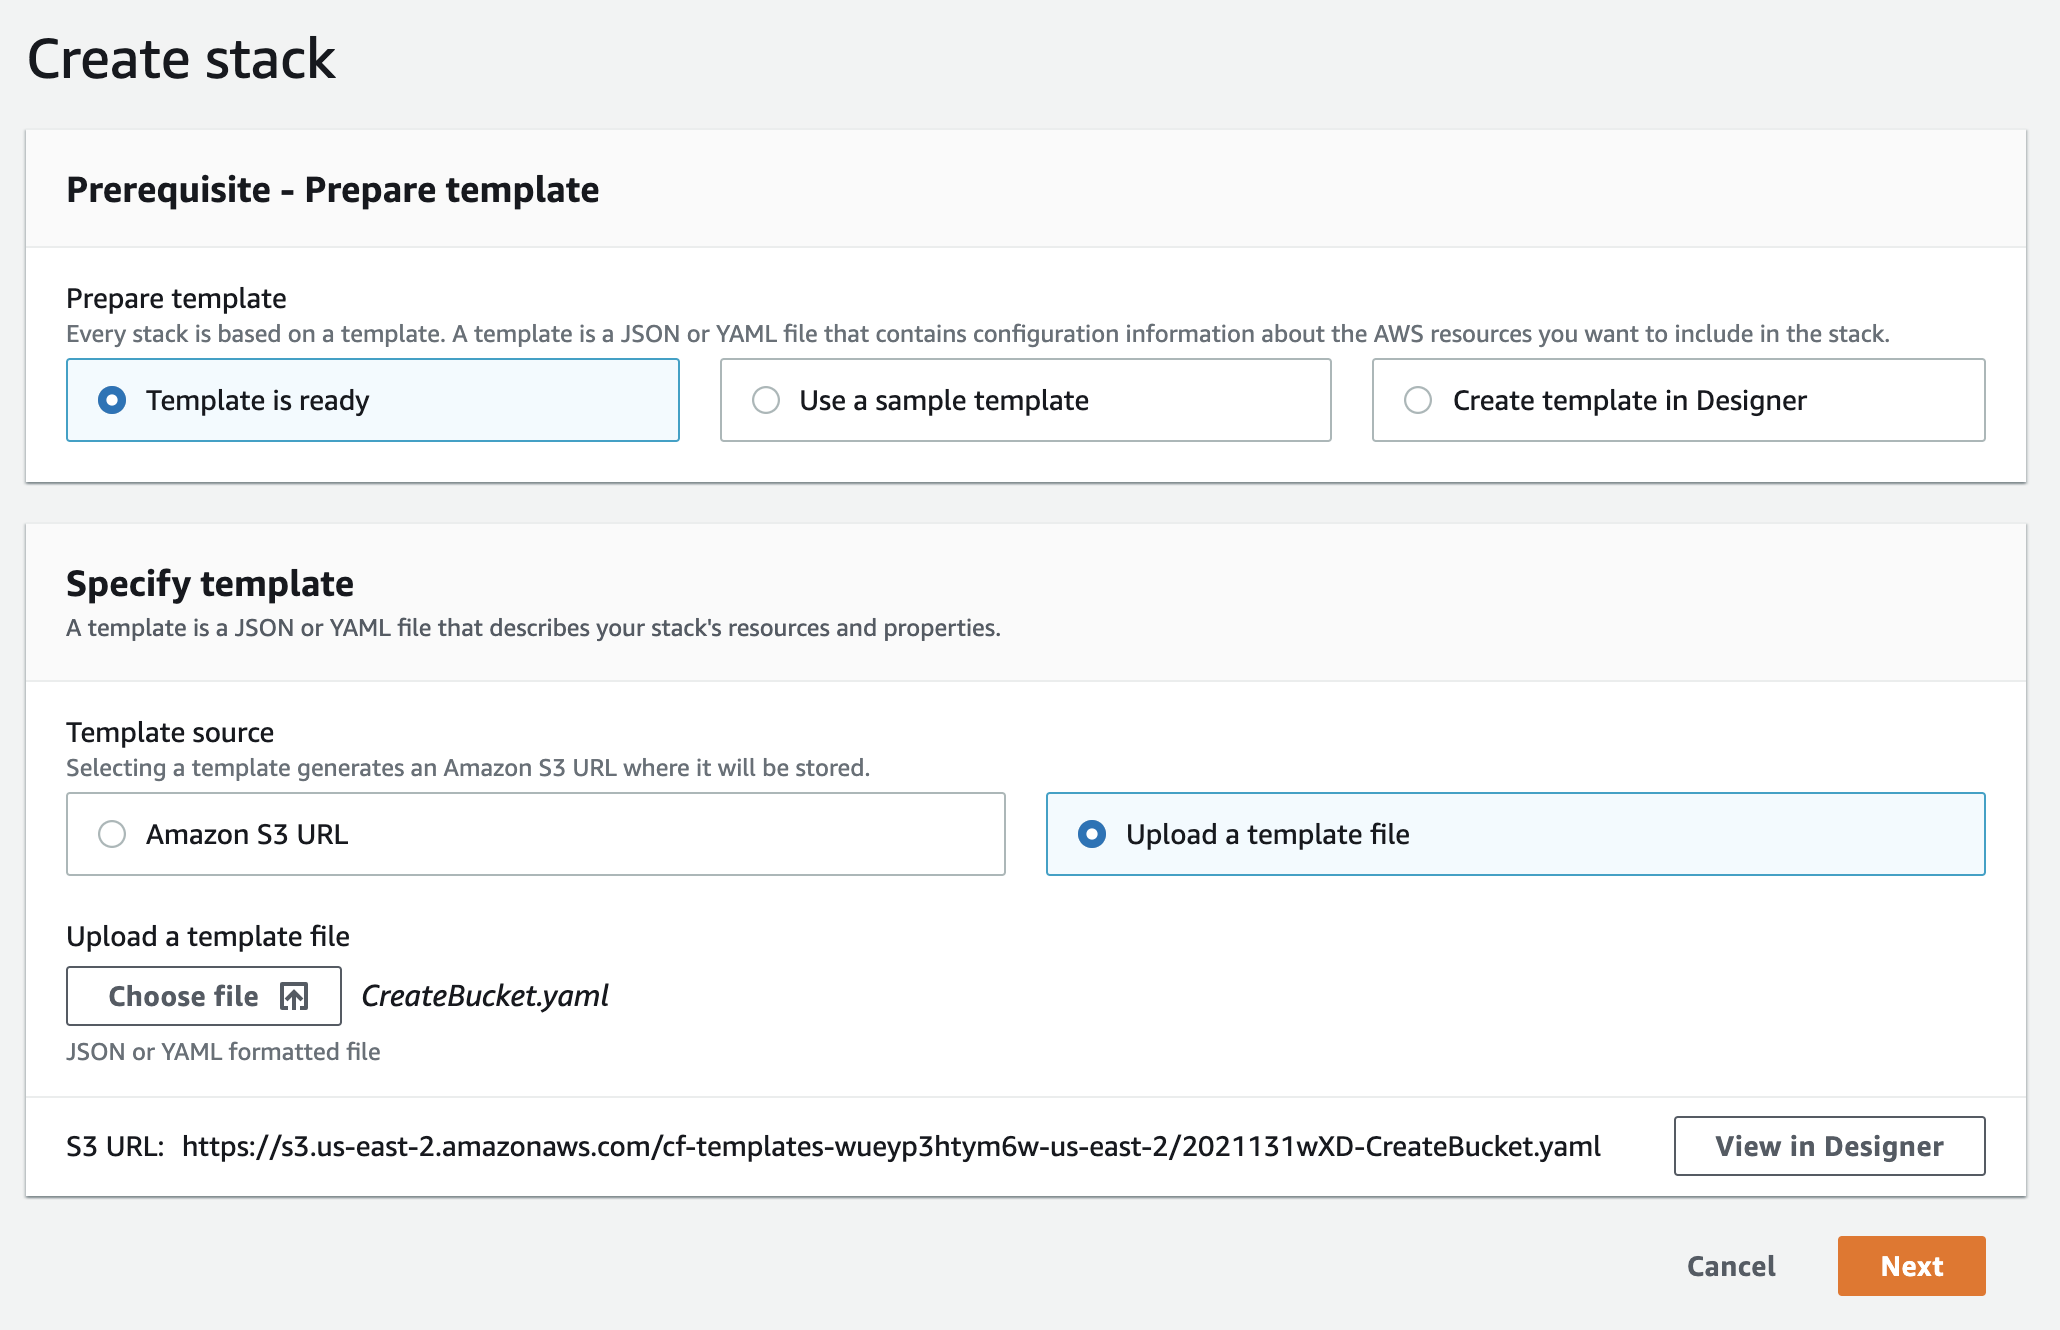 Create stack
Prerequisite - Prepare template
Prepare template
Every stack is based on a template. A template is a JSON or YAML file that contains configuration information about the AWS resources you want to include in the stack.
Template is ready
Use a sample template
Create template in Designer
Specify template
A template is a JSON or YAML file that describes your stack's resources and properties.
Template source
Selecting a template generates an Amazon S3 URL where it will be stored.
Amazon S3 URL
Upload a template file
Upload a template file
Choose file
CreateBucket.yaml
JSON or YAML formatted file
S3 URL: https://s3.us-east-2.amazonaws.com/cf-templates-wueyp3htym6w-us-east-2/2021131wXD-CreateBucket.yaml
View in Designer
Cancel
Next